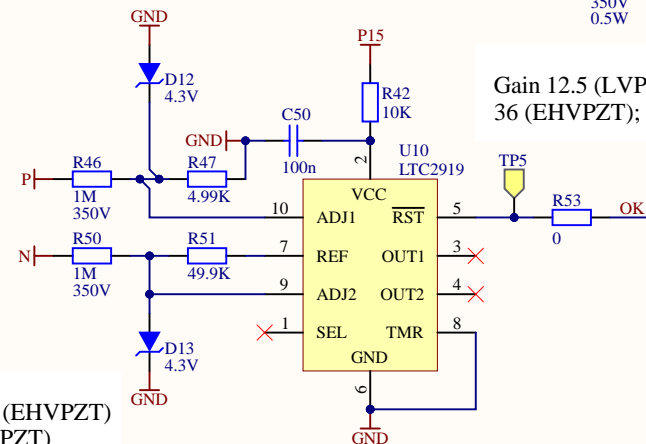 350V
0.5W
GND
P15
D12
4.3V
R42
10K
Gain 12.5 (LVP
36 (EHVPZT);
C50
GND
100n
U10
LTC2919
TP5
R46
R47
P
1M
350V
4.99K
2
VCC
R53
10
ADJ1
RST
5
0
OK
R50
R51
N
1M
350V
49.9K
7
REF
OUT1
3
9
ADJ2
OUT2
4
1
SEL
TMR
8
D13
4.3V
GND
6
GND
GND
(EHVPZT)
PZT)